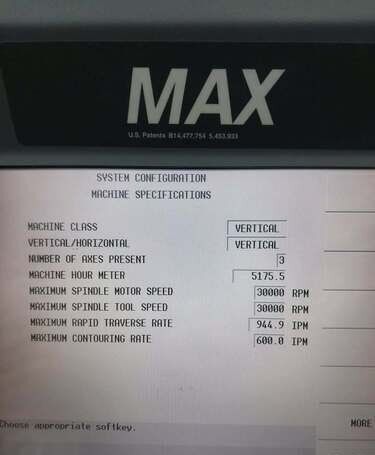 MAX
U.S. Patents B14,477,754 5,453,933
SYSTEM CONFIGURATION
MACHINE SPECIFICATIONS
MACHINE CLASS VERTICAL
VERTICAL/HORIZONTAL VERTICAL
NUMBER OF AXES PRESENT 3
MACHINE HOUR METER 5175.5
MAXIMUM SPINDLE MOTOR SPEED 30000 RPM
MAXIMUM SPINDLE TOOL SPEED 30000 RPM
MAXIMUM RAPID TRAVERSE RATE 944.9 IPM
MAXIMUM CONTOURING RATE 600.0 IPM
Choose appropriate softkey.
MORE